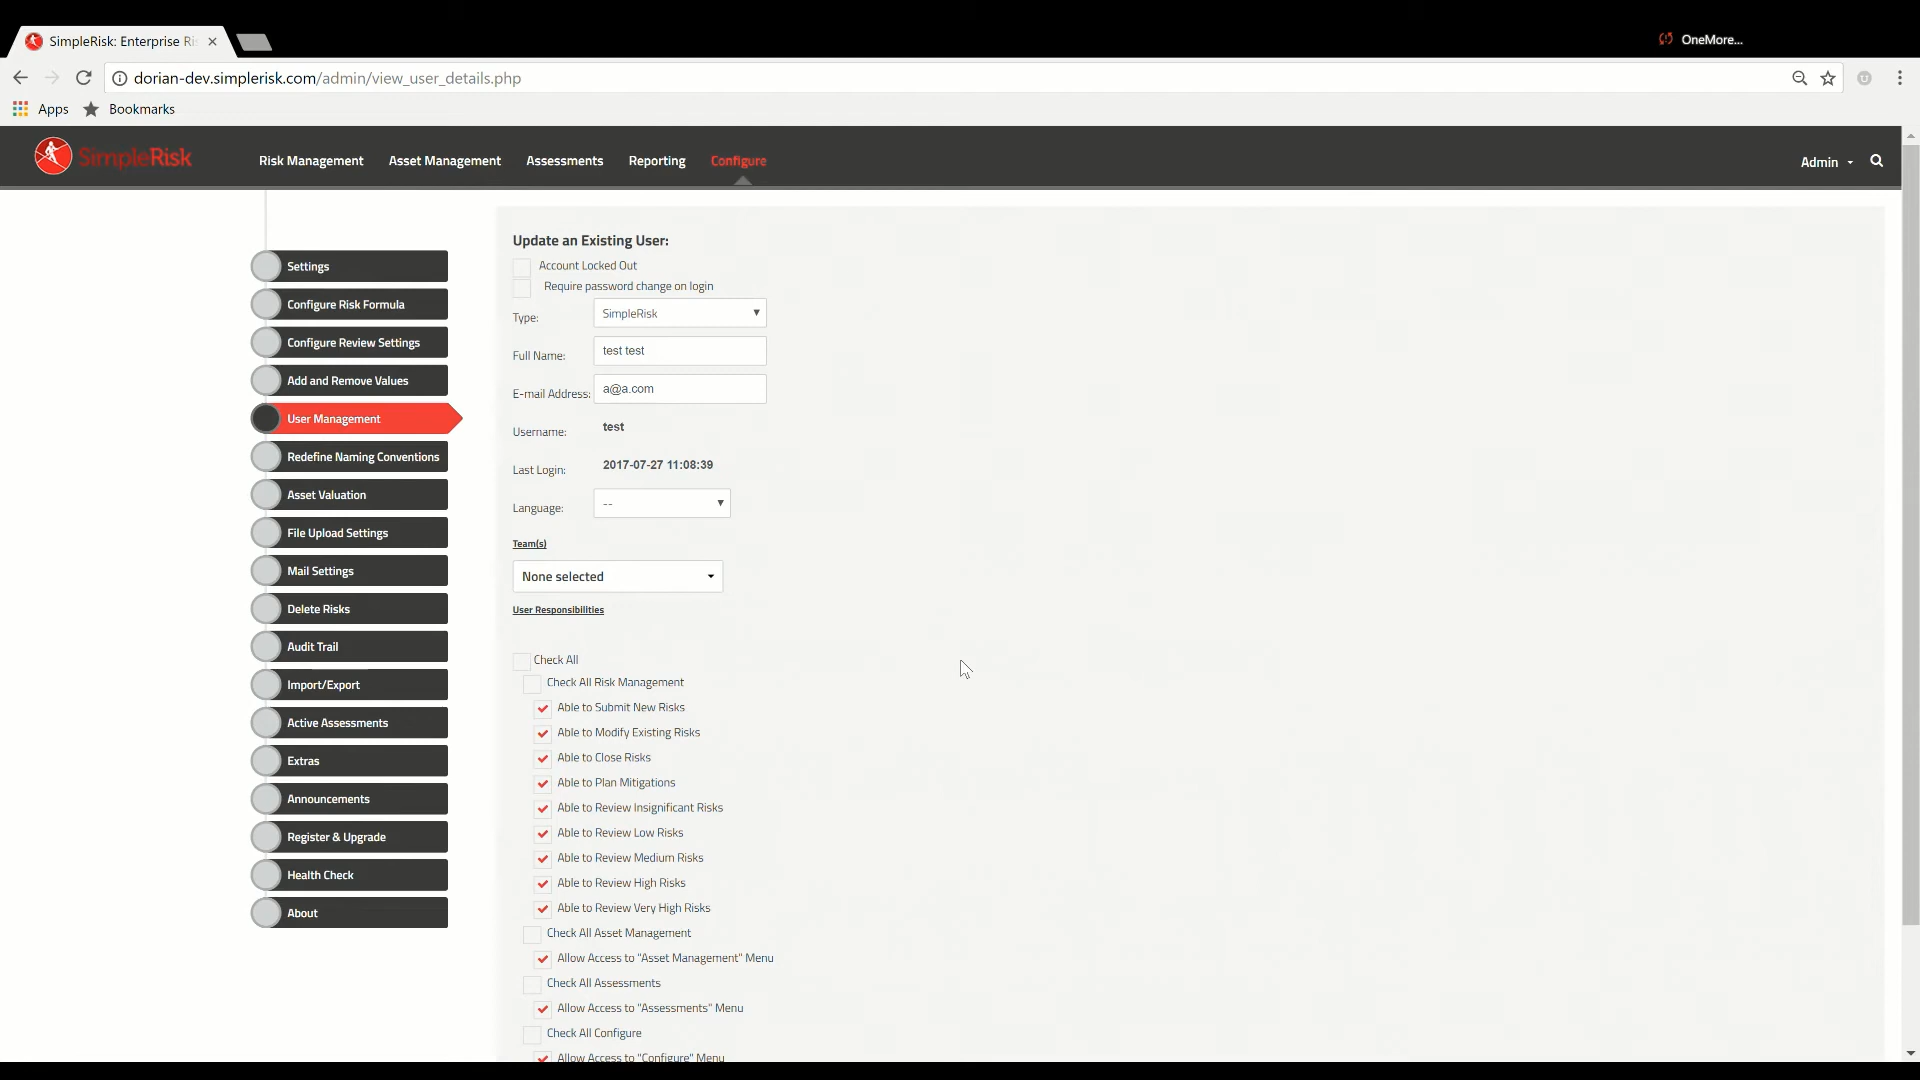 SimpleRisk: Enterprise Ri
OneMore...
dorian-dev.simplerisk.com/admin/view_user_details.php
Apps
Bookmarks
SimpleRisk
Risk Management
Asset Management
Assessments
Reporting
Configure
Admin
Settings
Configure Risk Formula
Configure Review Settings
Add and Remove Values
User Management
Redefine Naming Conventions
Asset Valuation
File Upload Settings
Mail Settings
Delete Risks
Audit Trail
Import/Export
Active Assessments
Extras
Announcements
Register & Upgrade
Health Check
About
Update an Existing User:
Account Locked Out
Require password change on login
Type: SimpleRisk
Full Name: test test
E-mail Address: a@a.com
Username: test
Last Login: 2017-07-27 11:08:39
Language: --
Team(s)
None selected
User Responsibilities
Check All
Check All Risk Management
Able to Submit New Risks
Able to Modify Existing Risks
Able to Close Risks
Able to Plan Mitigations
Able to Review Insignificant Risks
Able to Review Low Risks
Able to Review Medium Risks
Able to Review High Risks
Able to Review Very High Risks
Check All Asset Management
Allow Access to "Asset Management" Menu
Check All Assessments
Allow Access to "Assessments" Menu
Check All Configure
Allow Access to "Configure" Menu